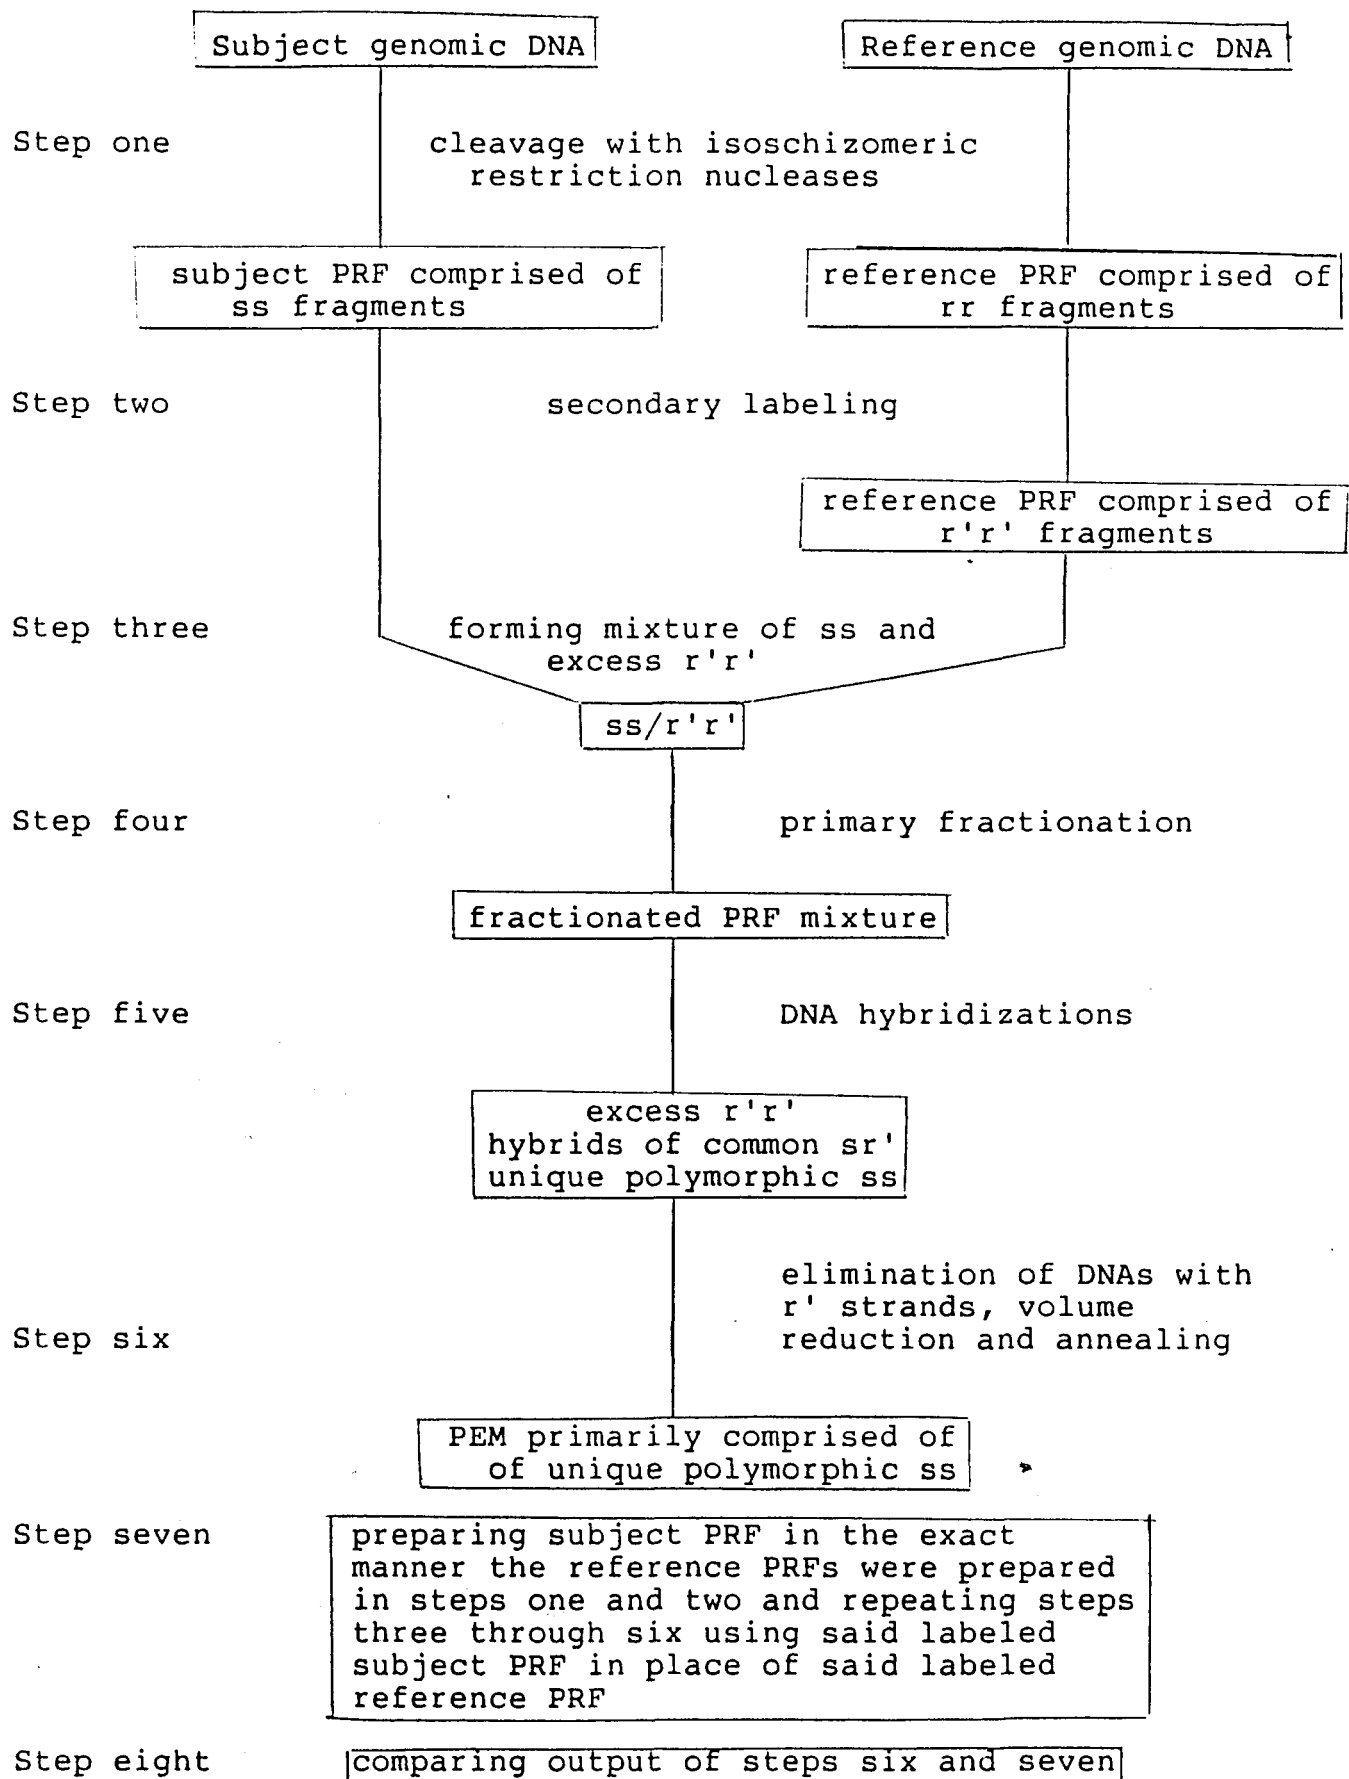 Subject genomic DNA
Reference genomic DNA
Step one
cleavage with isoschizomeric
restriction nucleases
subject PRF comprised of
ss fragments
reference PRF comprised of
rr fragments
Step two
secondary labeling
reference PRF comprised of
r'r' fragments
Step three
forming mixture of ss and
excess r'r'
ss/r'r'
Step four
primary fractionation
fractionated PRF mixture
Step five
DNA hybridizations
excess r'r'
hybrids of common sr'
unique polymorphic ss
elimination of DNAs with
r' strands, volume
Step six
reduction and annealing
PEM primarily comprised of
of unique polymorphic ss
Step seven
preparing subject PRF in the exact
manner the reference PRFs were prepared
in steps one and two and repeating steps
three through six using said labeled
subject PRF in place of said labeled
reference PRF
Step eight
comparing output of steps six and seven